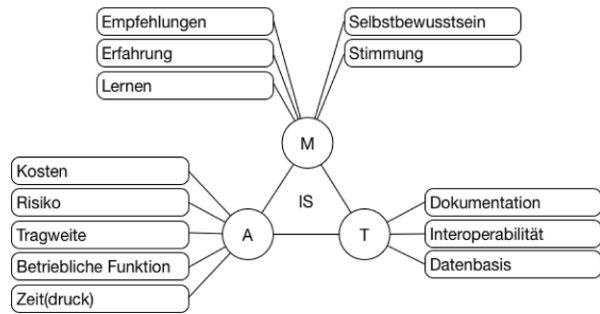 Empfehlungen
Erfahrung
Lernen
Selbstbewusstsein
Stimmung
M
Kosten
Risiko
Tragweite
Betriebliche Funktion
Zeit(druck)
IS
A
T
Dokumentation
Interoperabilität
Datenbasis